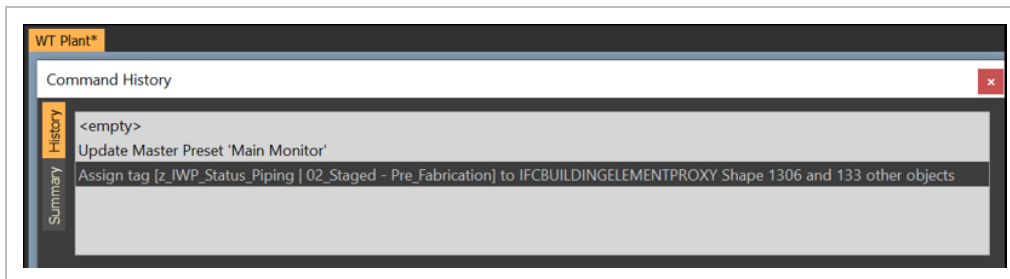 WT Plant*
Command History
History
Summary
<empty>
Update Master Preset 'Main Monitor'
Assign tag [z_IWP_Status_Piping | 02_Staged - Pre_Fabrication] to IFCBUILDINGELEMENTPROXY Shape 1306 and 133 other objects